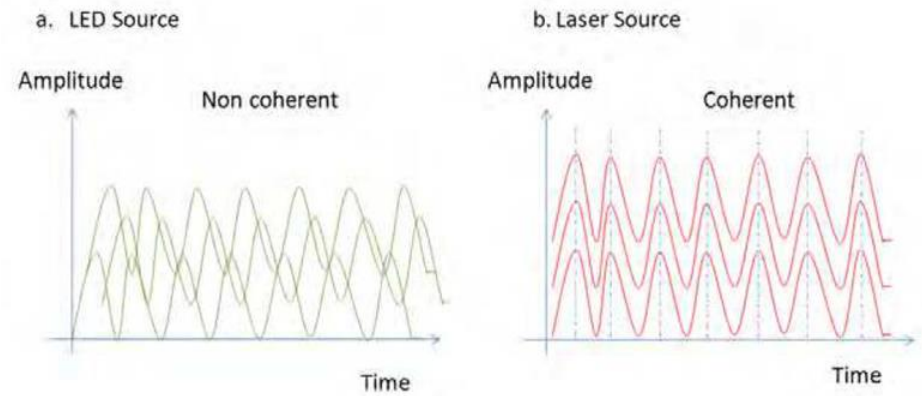 a. LED Source
Amplitude
Non coherent
Time
b. Laser Source
Amplitude
Coherent
Time